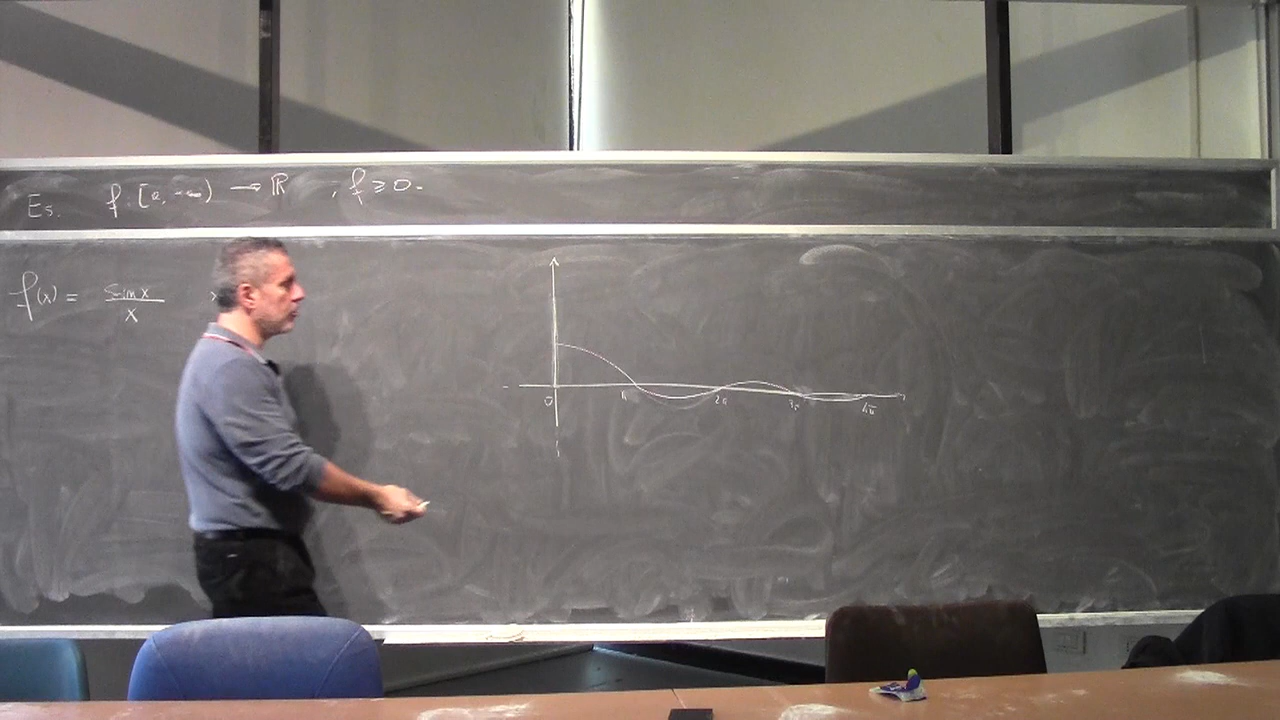 Es. f: [a, +∞) → ℝ , f ≥ 0.
f(x) = sin x / x
0 π 2π 3π 4π